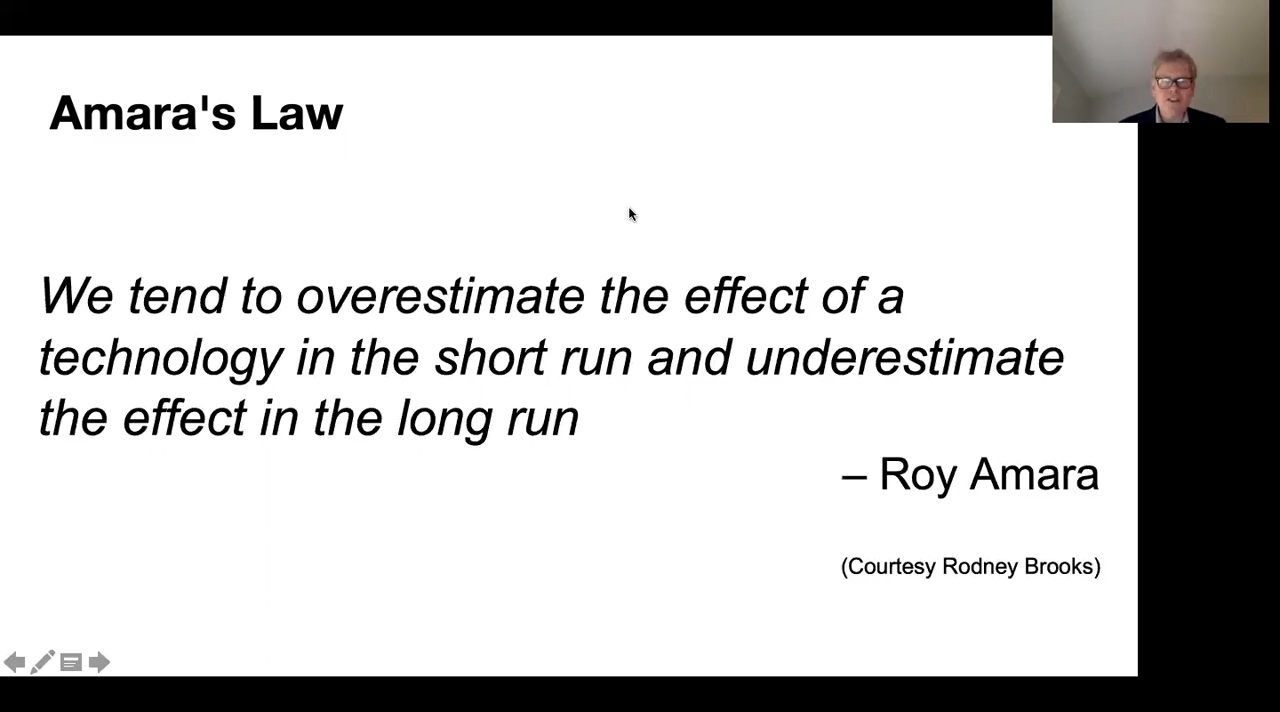 Amara's Law
We tend to overestimate the effect of a
technology in the short run and underestimate
the effect in the long run
– Roy Amara
(Courtesy Rodney Brooks)